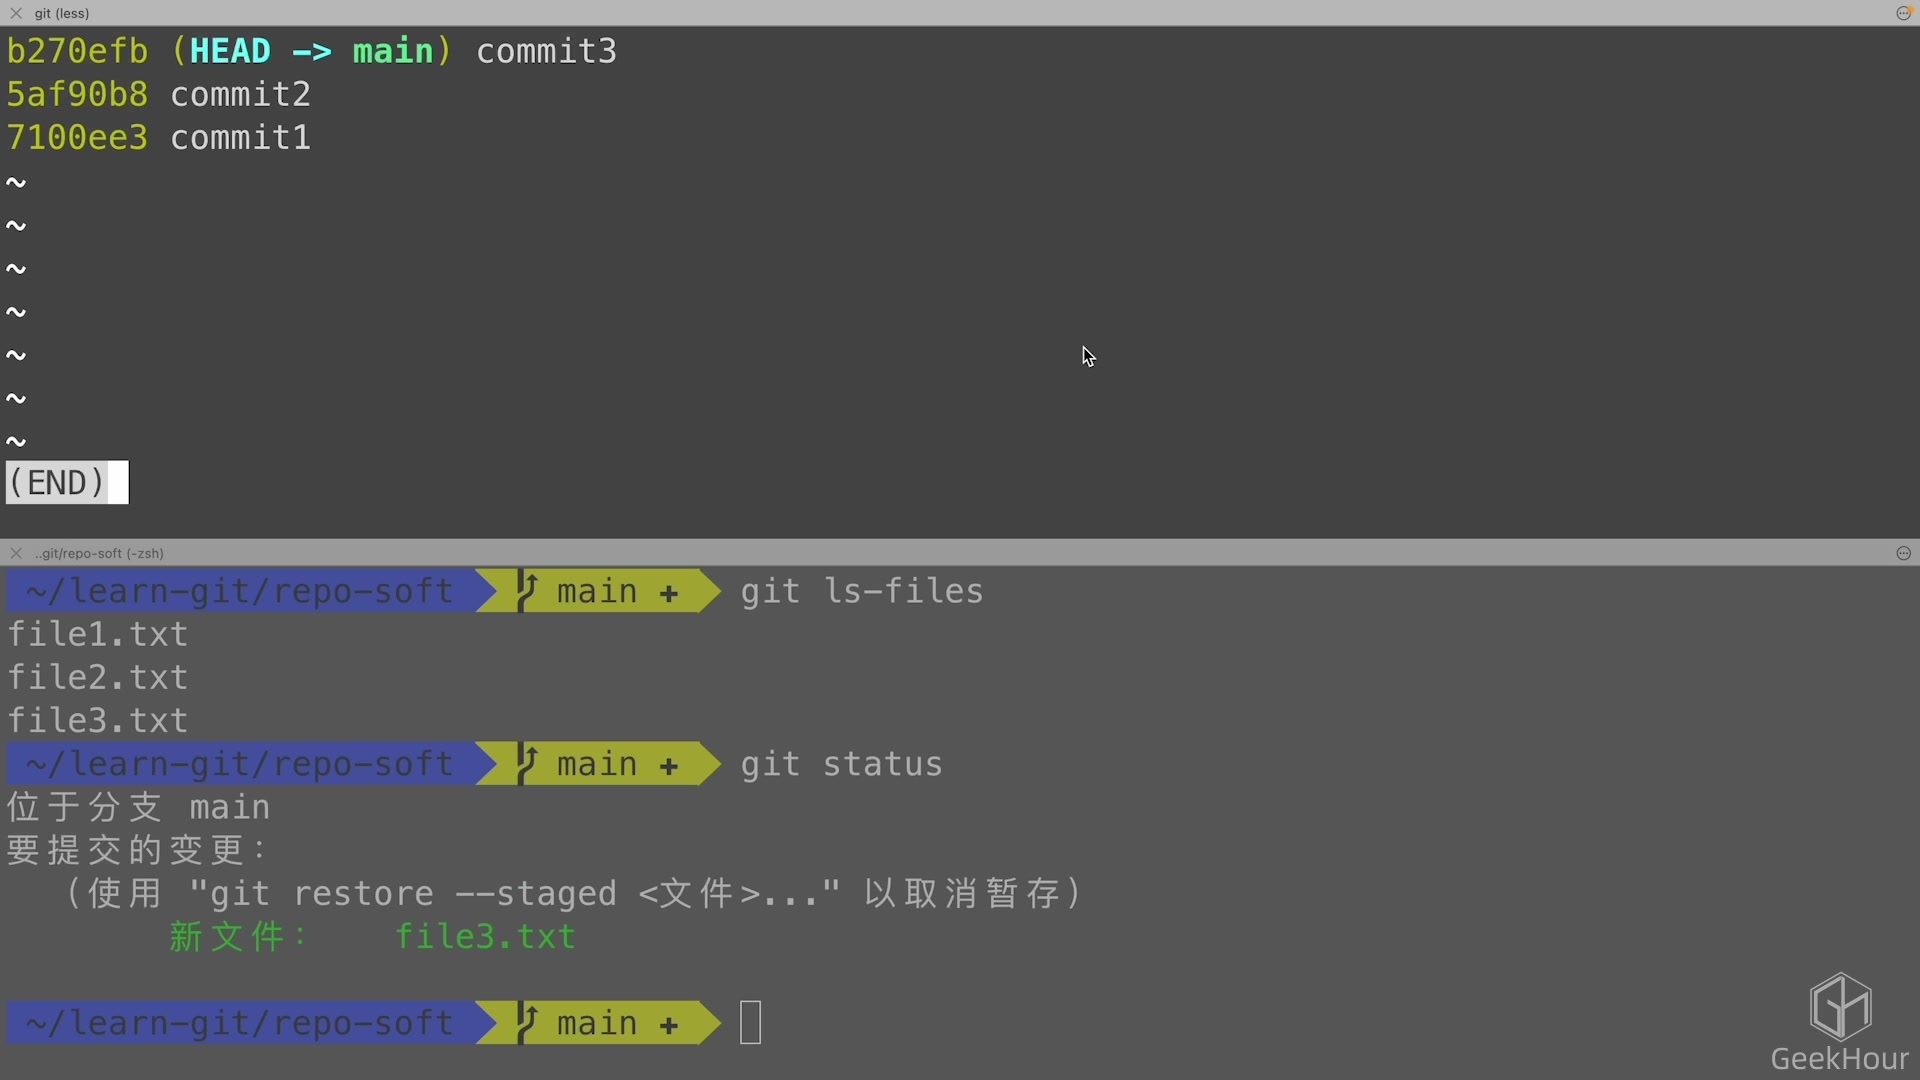 git (less)
b270efb (HEAD -> main) commit3
5af90b8 commit2
7100ee3 commit1
~
~
~
~
~
~
~
(END)
..git/repo-soft (-zsh)
~/learn-git/repo-soft main + git ls-files
file1.txt
file2.txt
file3.txt
~/learn-git/repo-soft main + git status
位于分支 main
要提交的变更：
（使用 "git restore --staged <文件>..." 以取消暂存）
新文件： file3.txt
~/learn-git/repo-soft main +
GeekHour